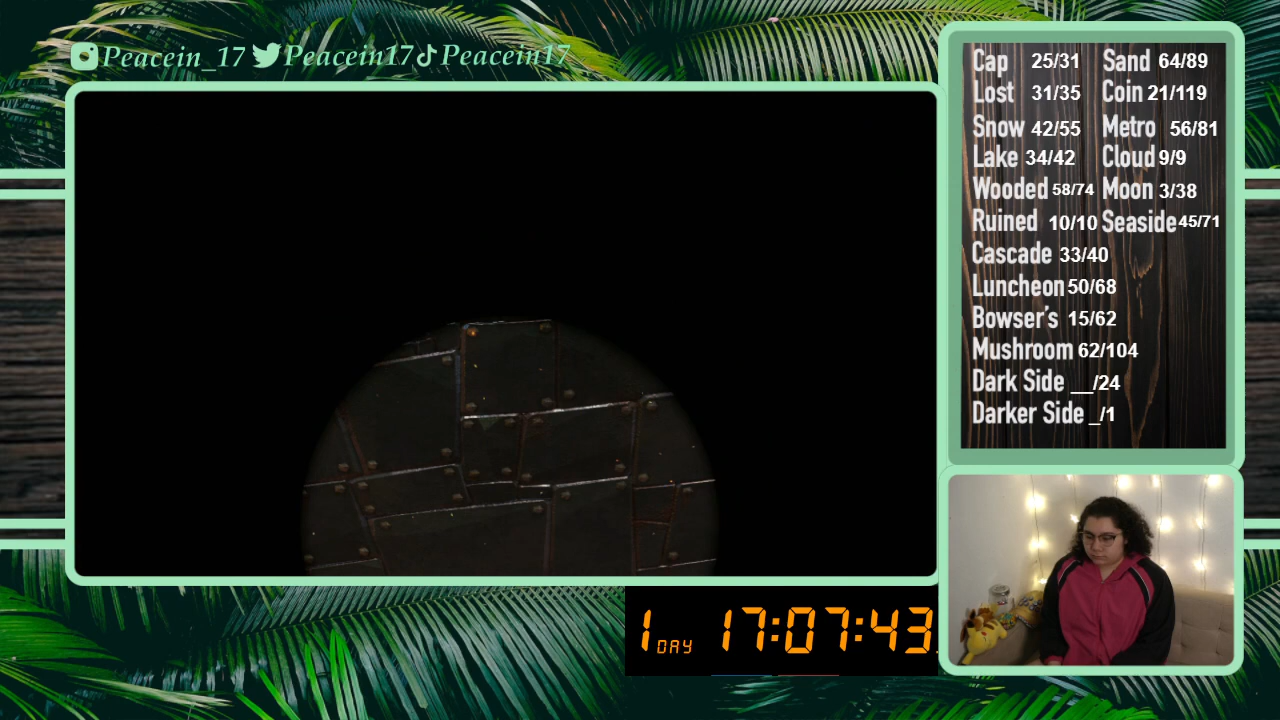 Peacein_17 Peacein17 Peacein17
Cap 25/31 Sand 64/89
Lost 31/35 Coin 21/119
Snow 42/55 Metro 56/81
Lake 34/42 Cloud 9/9
Wooded 58/74 Moon 3/38
Ruined 10/10 Seaside 45/71
Cascade 33/40
Luncheon 50/68
Bowser's 15/62
Mushroom 62/104
Dark Side __/24
Darker Side _/1
1 DAY 17:07:43